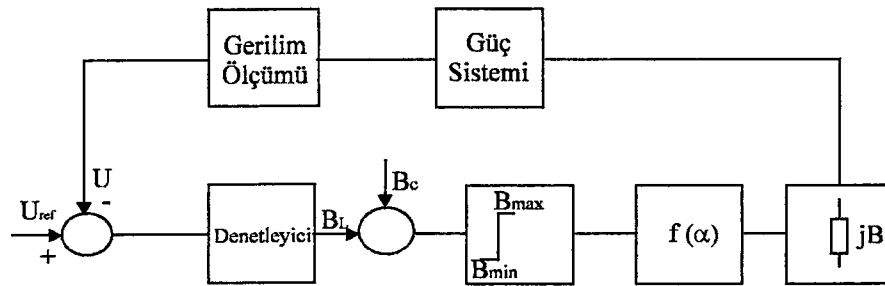 Gerilim
Ölçümü
Güç
Sistemi
U
-
Uref
+
Denetleyici
BL
Bc
Bmax
Bmin
f (α)
jB